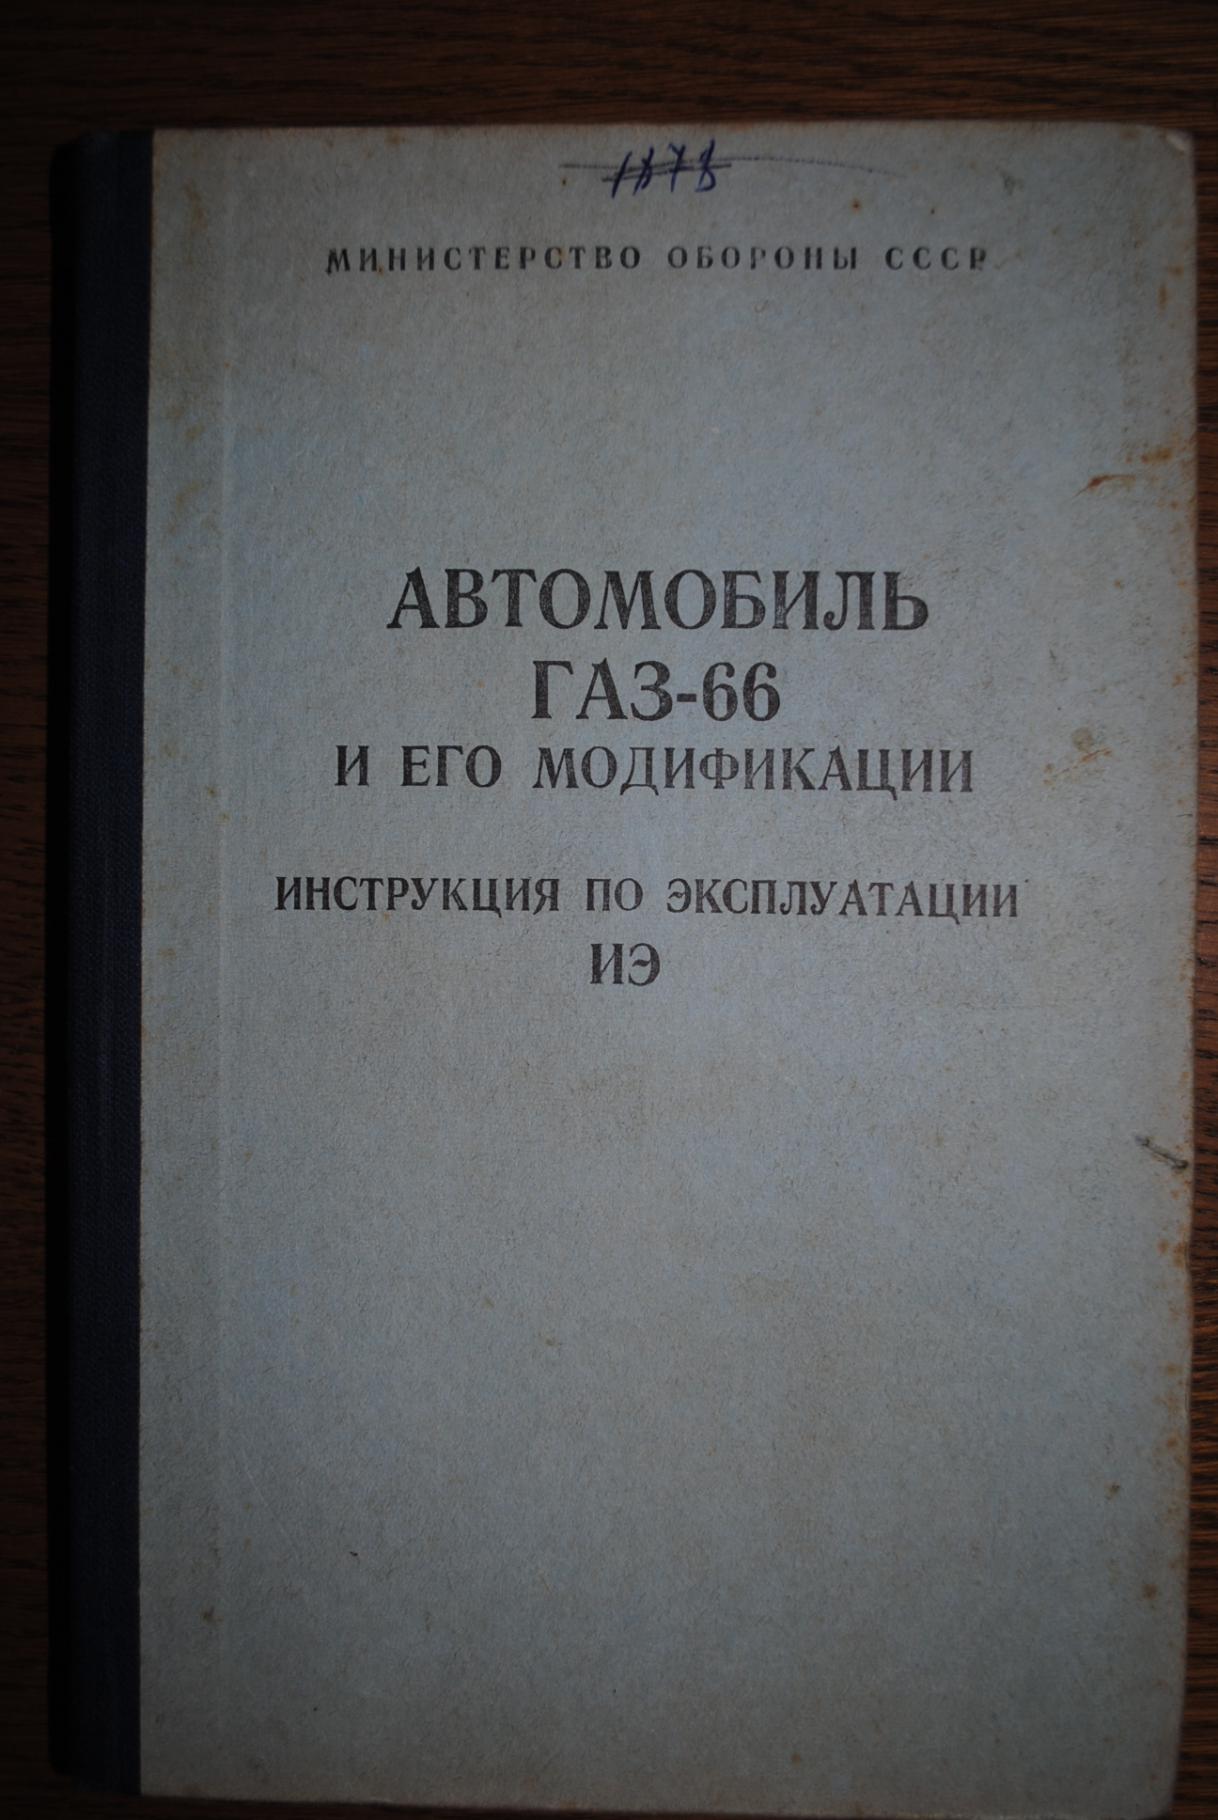 1878
МИНИСТЕРСТВО ОБОРОНЫ СССР
АВТОМОБИЛЬ
ГАЗ-66
И ЕГО МОДИФИКАЦИИ
ИНСТРУКЦИЯ ПО ЭКСПЛУАТАЦИИ
ИЭ